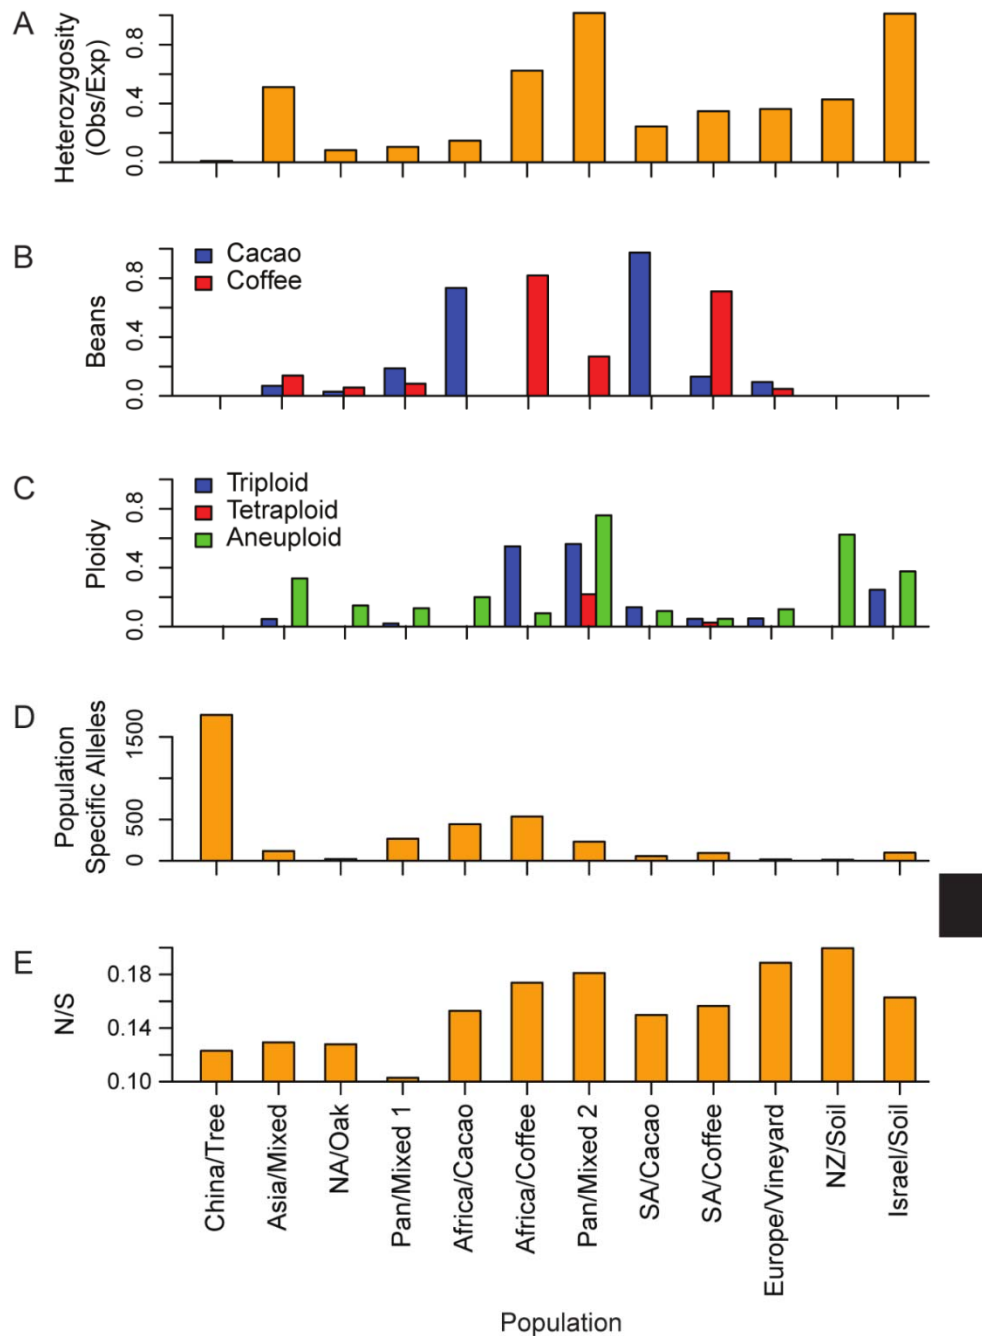 A
Heterozygosity
(Obs/Exp)
0.0 0.4 0.8
B
Beans
0.0 0.4 0.8
Cacao
Coffee
C
Ploidy
0.0 0.4 0.8
Triploid
Tetraploid
Aneuploid
D
Population
Specific Alleles
0 500 1500
E
N/S
0.18
0.14
0.10
China/Tree
Asia/Mixed
NA/Oak
Pan/Mixed 1
Africa/Cacao
Africa/Coffee
Pan/Mixed 2
SA/Cacao
SA/Coffee
Europe/Vineyard
NZ/Soil
Israel/Soil
Population